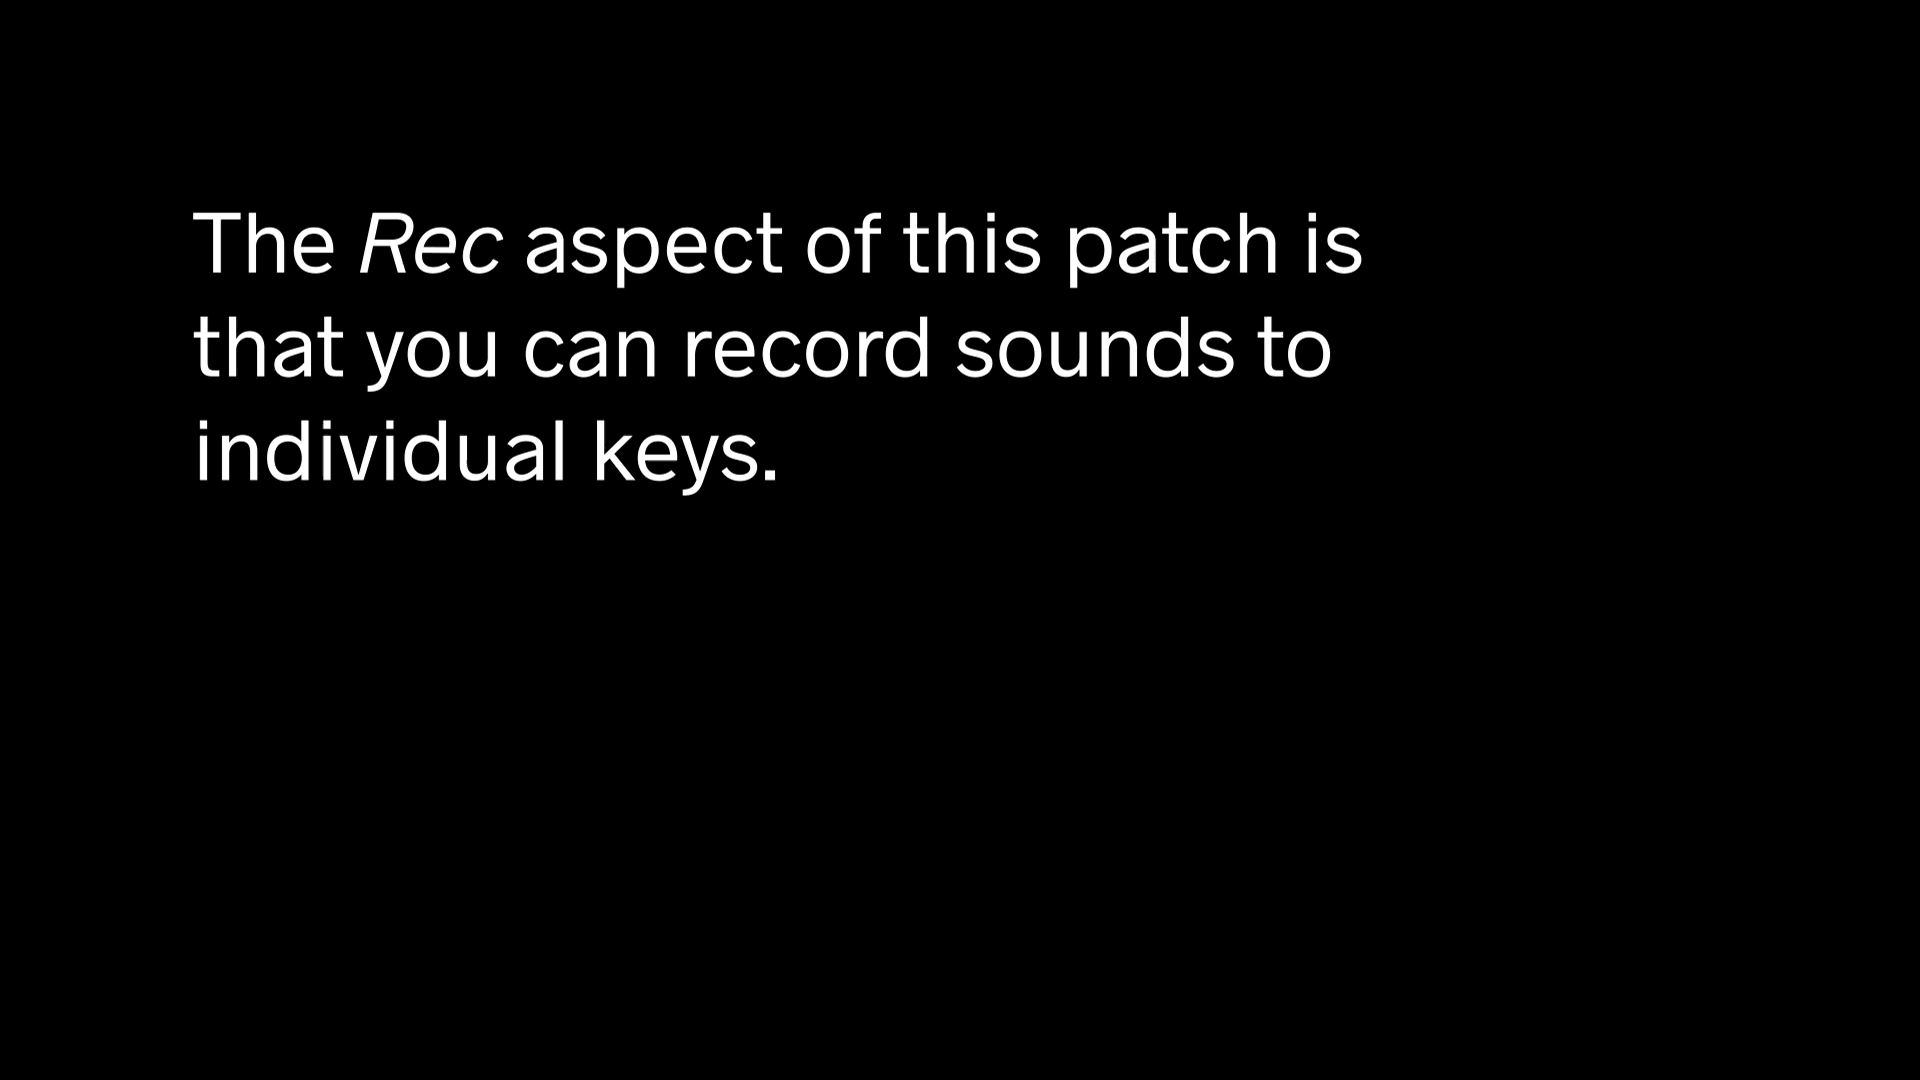 The Rec aspect of this patch is
that you can record sounds to
individual keys.